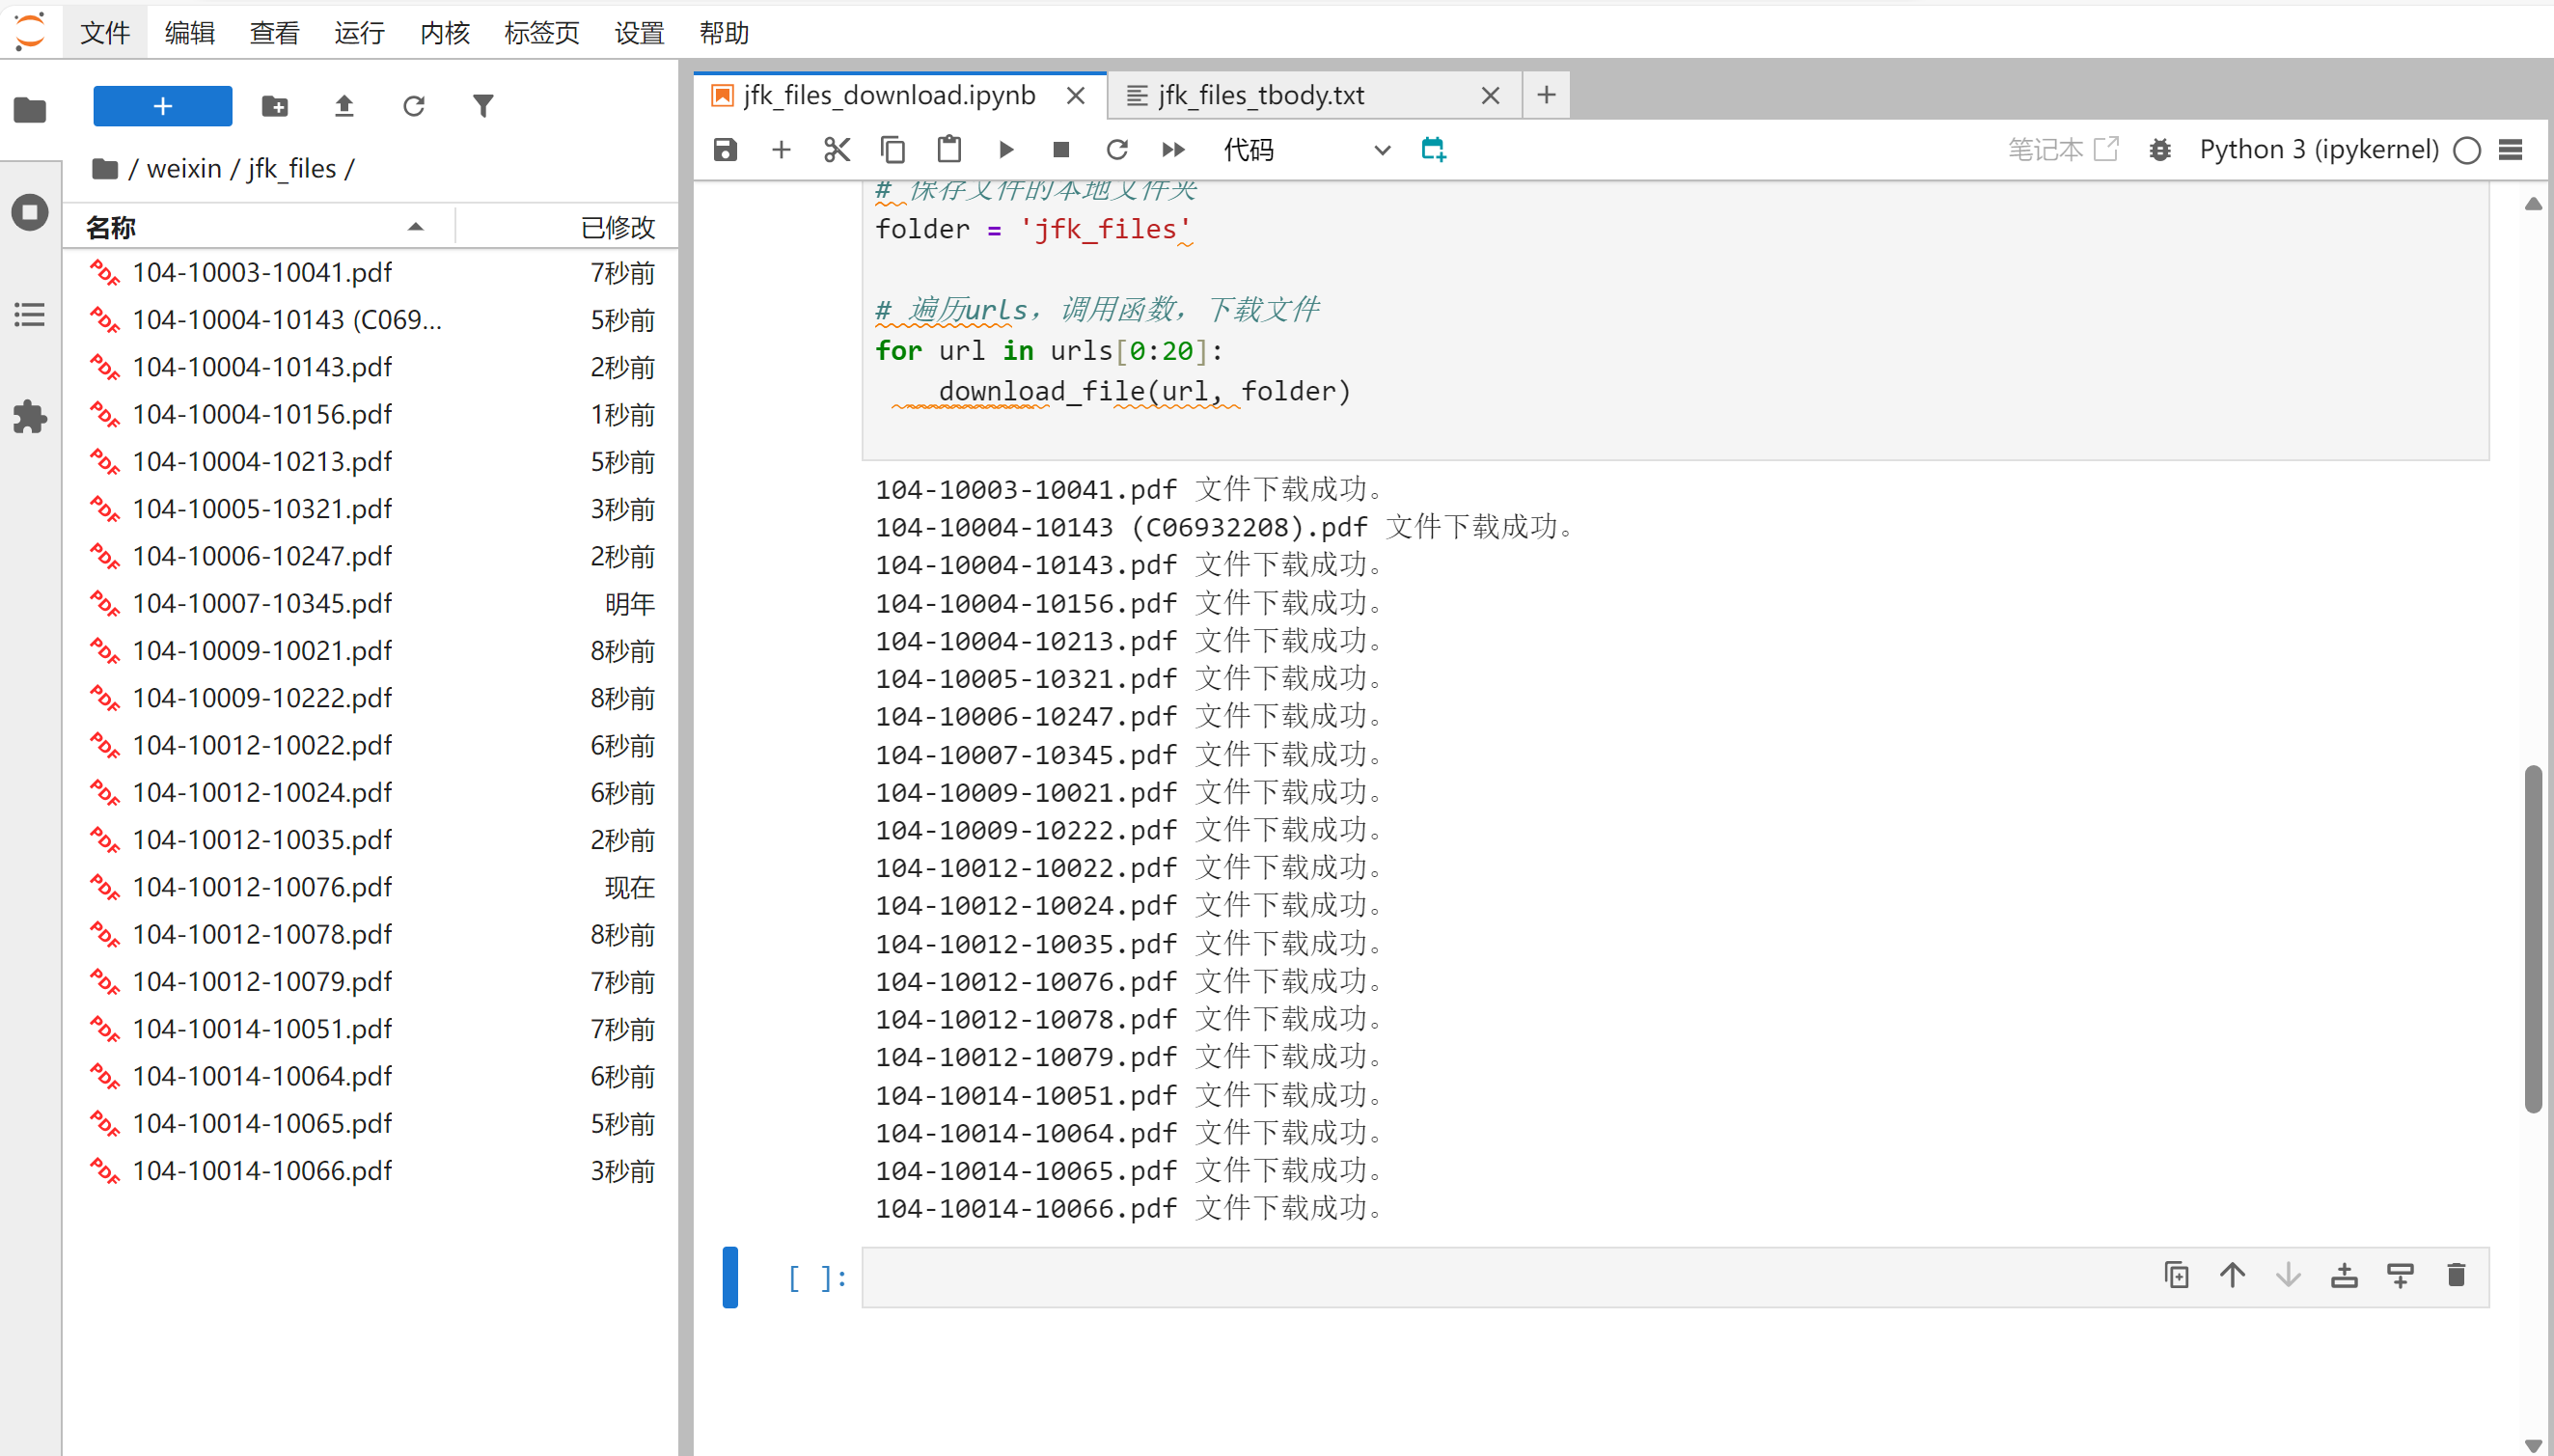 文件 编辑 查看 运行 内核 标签页 设置 帮助
/ weixin / jfk_files /
名称 已修改
104-10003-10041.pdf 7秒前
104-10004-10143 (C069... 5秒前
104-10004-10143.pdf 2秒前
104-10004-10156.pdf 1秒前
104-10004-10213.pdf 5秒前
104-10005-10321.pdf 3秒前
104-10006-10247.pdf 2秒前
104-10007-10345.pdf 明年
104-10009-10021.pdf 8秒前
104-10009-10222.pdf 8秒前
104-10012-10022.pdf 6秒前
104-10012-10024.pdf 6秒前
104-10012-10035.pdf 2秒前
104-10012-10076.pdf 现在
104-10012-10078.pdf 8秒前
104-10012-10079.pdf 7秒前
104-10014-10051.pdf 7秒前
104-10014-10064.pdf 6秒前
104-10014-10065.pdf 5秒前
104-10014-10066.pdf 3秒前
jfk_files_download.ipynb jfk_files_tbody.txt
代码 笔记本 Python 3 (ipykernel)
# 保存文件的本地文件夹
folder = 'jfk_files'
# 遍历urls，调用函数，下载文件
for url in urls[0:20]:
    download_file(url, folder)
104-10003-10041.pdf 文件下载成功。
104-10004-10143 (C06932208).pdf 文件下载成功。
104-10004-10143.pdf 文件下载成功。
104-10004-10156.pdf 文件下载成功。
104-10004-10213.pdf 文件下载成功。
104-10005-10321.pdf 文件下载成功。
104-10006-10247.pdf 文件下载成功。
104-10007-10345.pdf 文件下载成功。
104-10009-10021.pdf 文件下载成功。
104-10009-10222.pdf 文件下载成功。
104-10012-10022.pdf 文件下载成功。
104-10012-10024.pdf 文件下载成功。
104-10012-10035.pdf 文件下载成功。
104-10012-10076.pdf 文件下载成功。
104-10012-10078.pdf 文件下载成功。
104-10012-10079.pdf 文件下载成功。
104-10014-10051.pdf 文件下载成功。
104-10014-10064.pdf 文件下载成功。
104-10014-10065.pdf 文件下载成功。
104-10014-10066.pdf 文件下载成功。
[ ]: